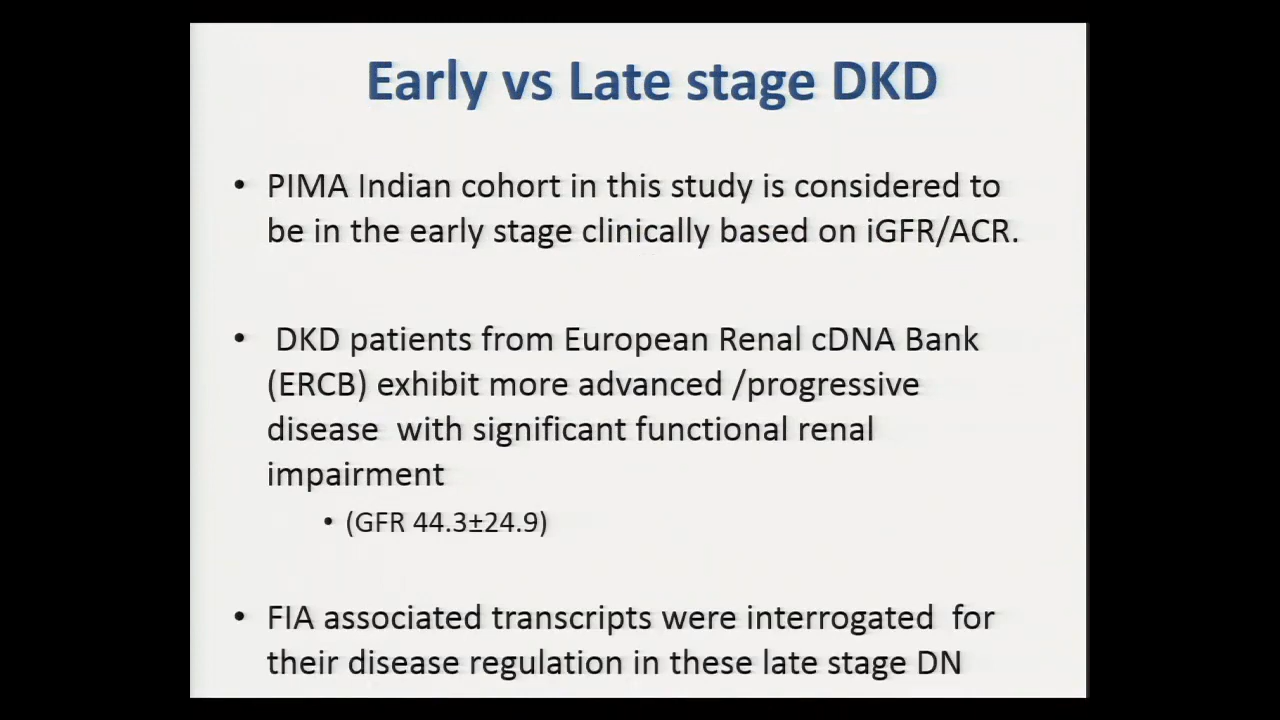 Early vs Late stage DKD
• PIMA Indian cohort in this study is considered to
be in the early stage clinically based on iGFR/ACR.
• DKD patients from European Renal cDNA Bank
(ERCB) exhibit more advanced /progressive
disease with significant functional renal
impairment
• (GFR 44.3±24.9)
• FIA associated transcripts were interrogated for
their disease regulation in these late stage DN